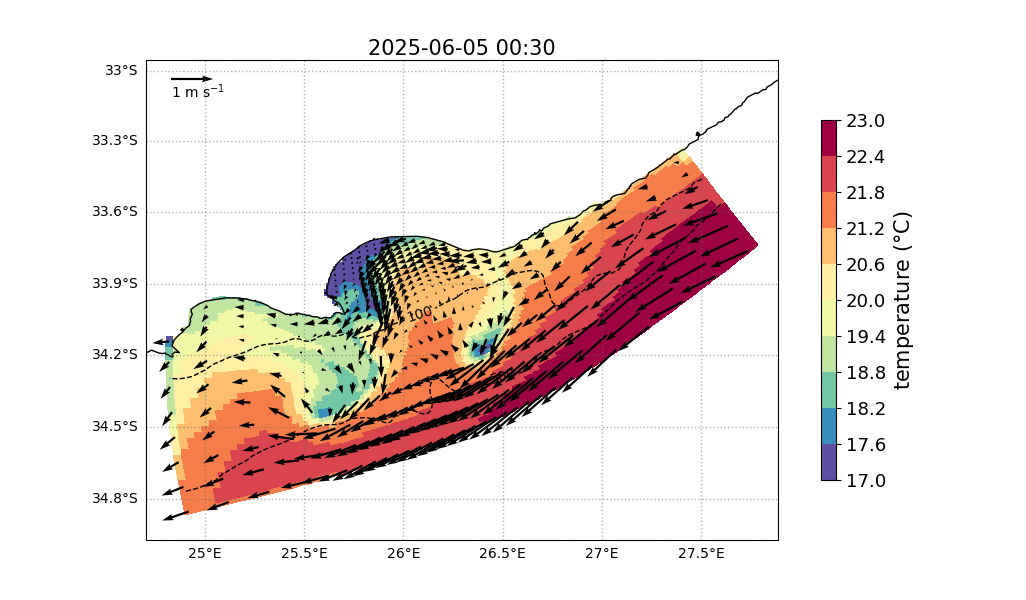 2025-06-05 00:30
33°S
33.3°S
33.6°S
33.9°S
34.2°S
34.5°S
34.8°S
1 m s⁻¹
100
25°E
25.5°E
26°E
26.5°E
27°E
27.5°E
23.0
22.4
21.8
21.2
20.6
20.0
19.4
18.8
18.2
17.6
17.0
temperature (°C)